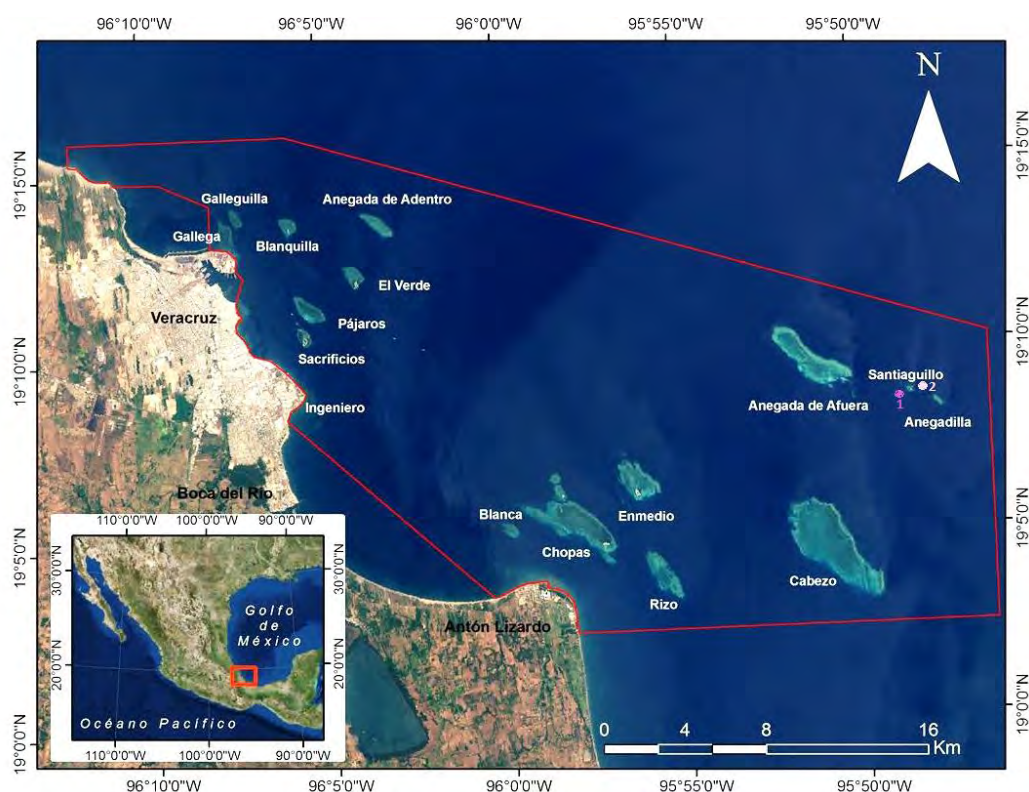 96°10'0"W 96°5'0"W 96°0'0"W 95°55'0"W 95°50'0"W
N
19°15'0"N
19°15'0"N
Galleguilla
Anegada de Adentro
Gallega
Blanquilla
El Verde
Veracruz
Pájaros
Sacrificios
19°10'0"N
19°10'0"N
Santiaguillo
2
1
Anegada de Afuera
Anegadilla
Ingeniero
Boca del Río
Blanca
Enmedio
Chopas
19°5'0"N
19°5'0"N
Cabezo
Rizo
Antón Lizardo
110°0'0"W 100°0'0"W 90°0'0"W
30°0'0"N
30°0'0"N
Golfo
de
México
20°0'0"N
20°0'0"N
Océano Pacífico
110°0'0"W 100°0'0"W 90°0'0"W
19°0'0"N
19°0'0"N
0 4 8 16
Km
96°10'0"W 96°5'0"W 96°0'0"W 95°55'0"W 95°50'0"W